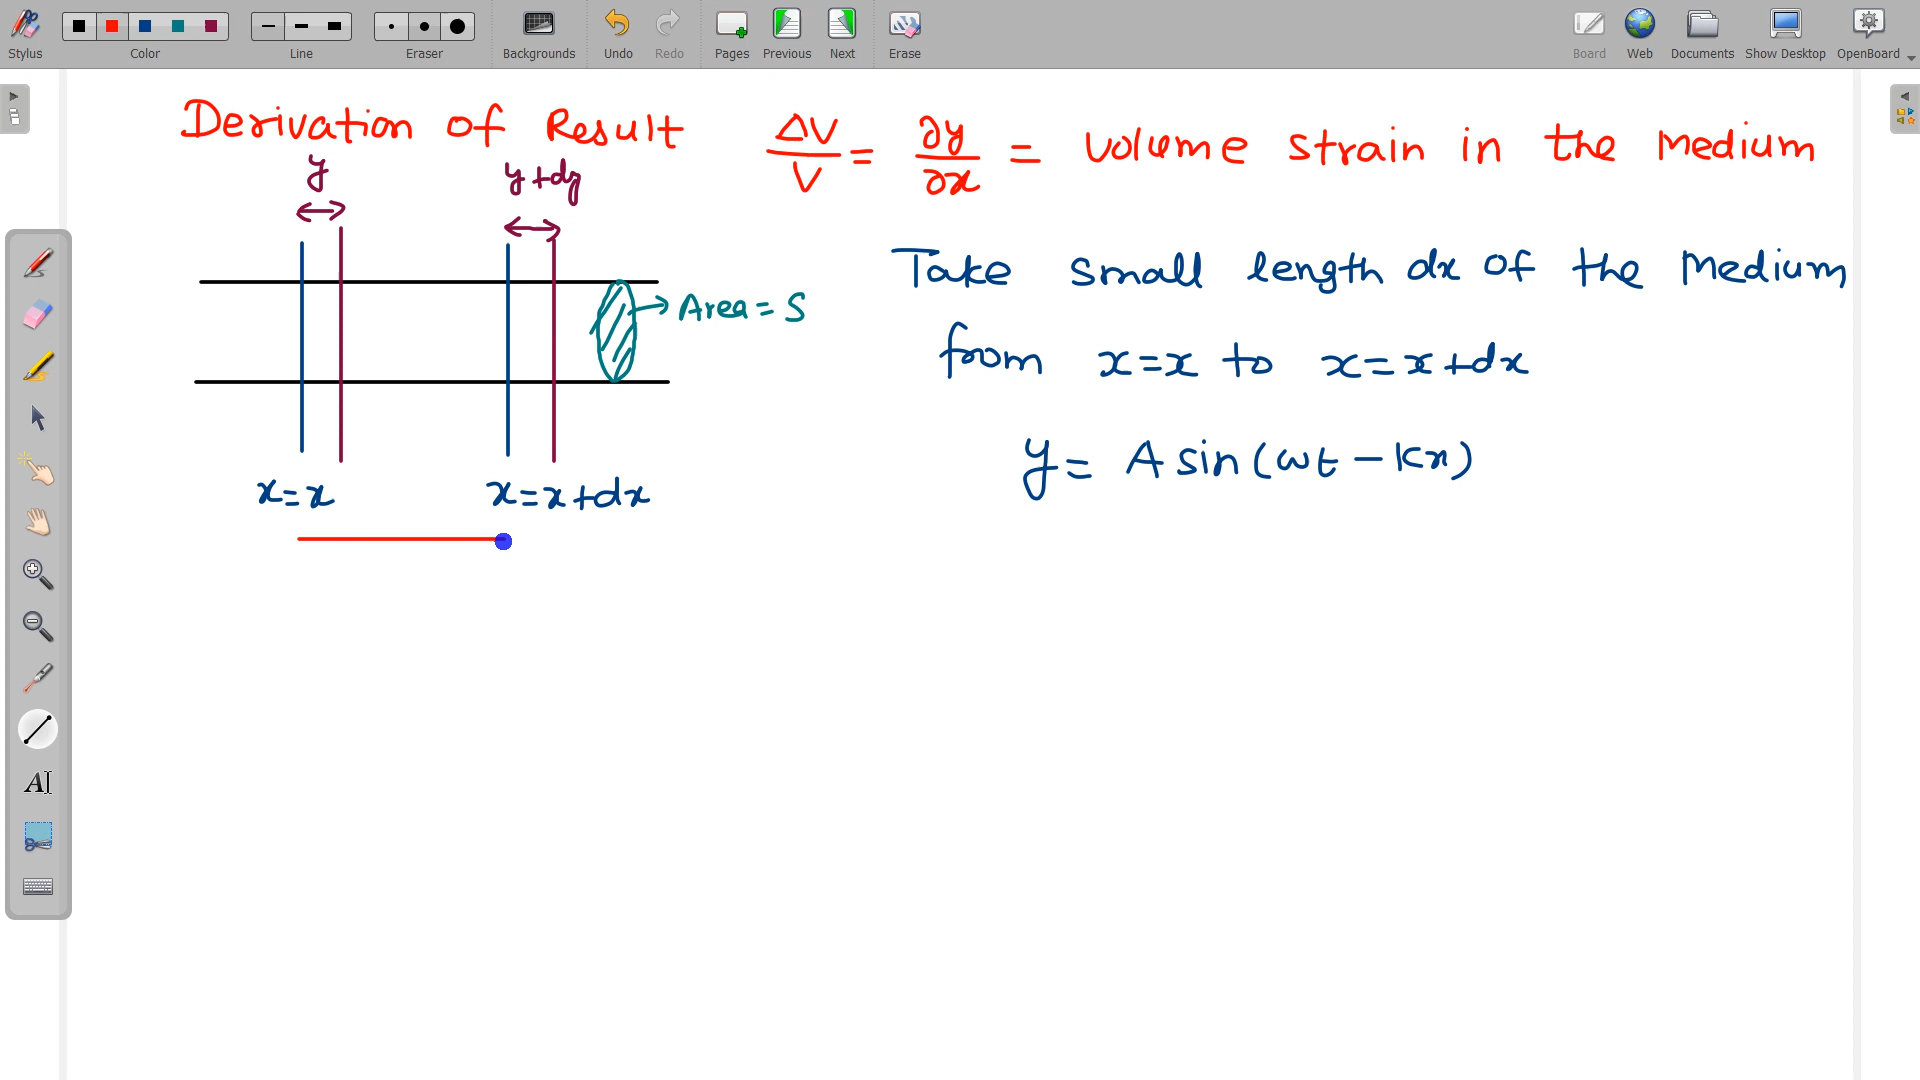 Stylus Color Line Eraser Backgrounds Undo Redo Pages Previous Next Erase Board Web Documents Show Desktop OpenBoard
Derivation of Result ΔV/V = ∂y/∂x = volume strain in the medium
y
y+dy
Area = S
Take small length dx of the medium
from x=x to x=x+dx
y = A sin(ωt − kx)
x=x
x=x+dx
AI